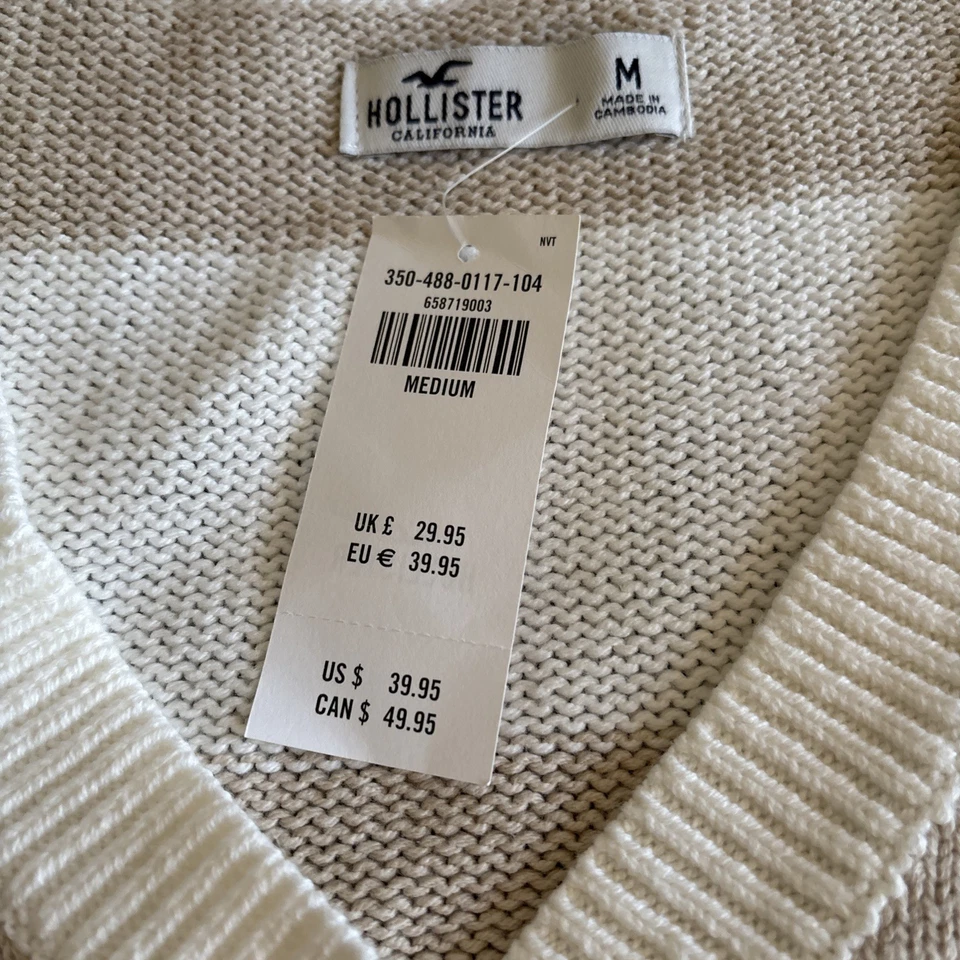 HOLLISTER
CALIFORNIA
M
MADE IN
CAMBODIA
NVT
350-488-0117-104
658719003
MEDIUM
UK £ 29.95
EU € 39.95
US $ 39.95
CAN $ 49.95